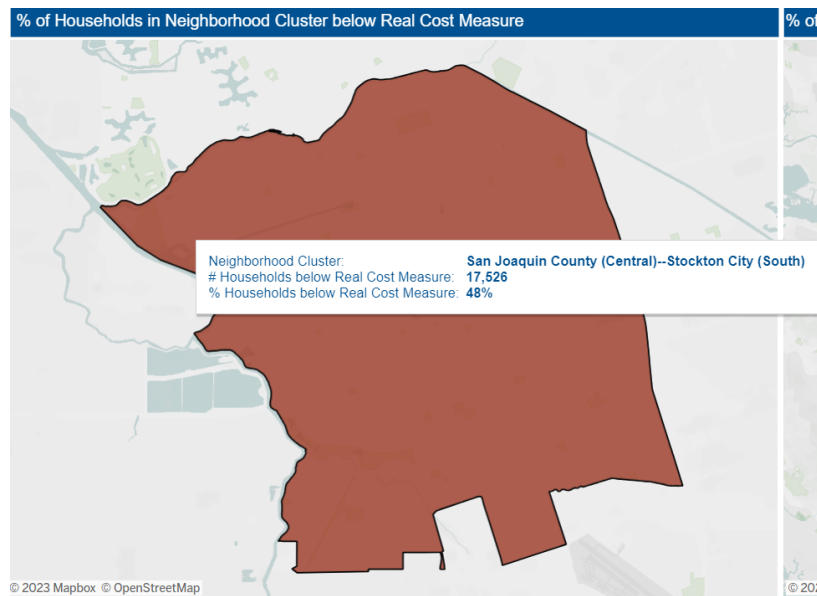 % of Households in Neighborhood Cluster below Real Cost Measure
% of
Neighborhood Cluster: San Joaquin County (Central)--Stockton City (South)
# Households below Real Cost Measure: 17,526
% Households below Real Cost Measure: 48%
© 2023 Mapbox © OpenStreetMap
© 202